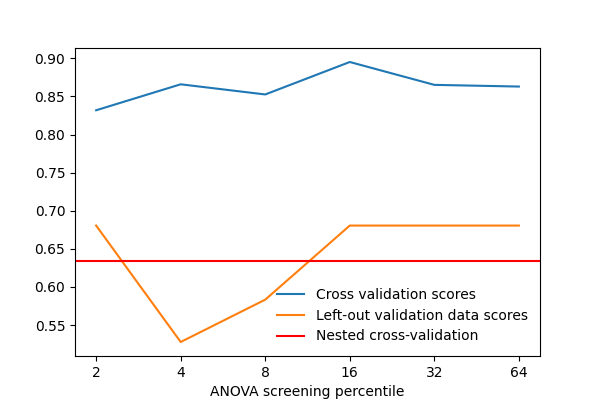 0.90
0.85
0.80
0.75
0.70
0.65
0.60
0.55
Cross validation scores
Left-out validation data scores
Nested cross-validation
2 4 8 16 32 64
ANOVA screening percentile